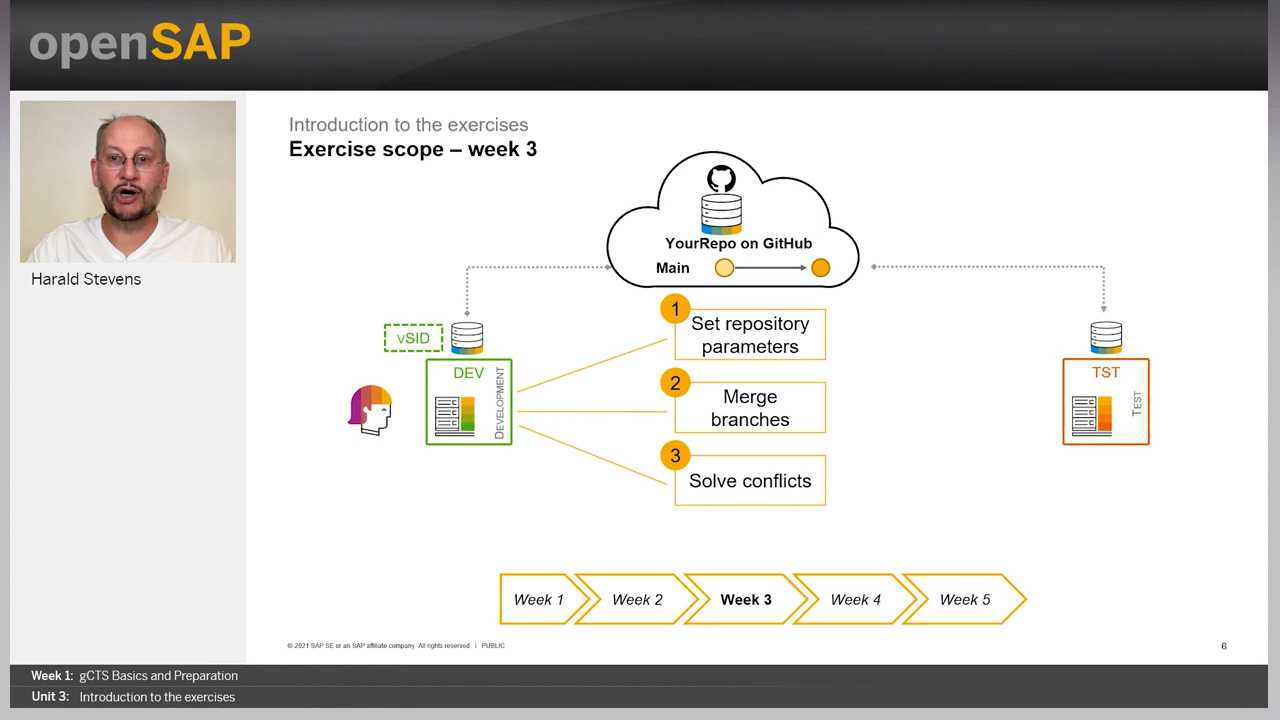 openSAP
Harald Stevens
Introduction to the exercises
Exercise scope – week 3
YourRepo on GitHub
Main
vSID
DEV
DEVELOPMENT
1
Set repository
parameters
2
Merge
branches
3
Solve conflicts
TST
TEST
Week 1
Week 2
Week 3
Week 4
Week 5
© 2021 SAP SE or an SAP affiliate company. All rights reserved. I PUBLIC
6
Week 1: gCTS Basics and Preparation
Unit 3: Introduction to the exercises